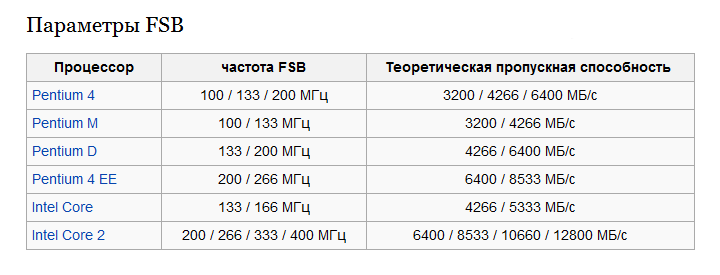 Параметры FSB
Процессор частота FSB Теоретическая пропускная способность
Pentium 4 100 / 133 / 200 МГц 3200 / 4266 / 6400 МБ/с
Pentium M 100 / 133 МГц 3200 / 4266 МБ/с
Pentium D 133 / 200 МГц 4266 / 6400 МБ/с
Pentium 4 EE 200 / 266 МГц 6400 / 8533 МБ/с
Intel Core 133 / 166 МГц 4266 / 5333 МБ/с
Intel Core 2 200 / 266 / 333 / 400 МГц 6400 / 8533 / 10660 / 12800 МБ/с